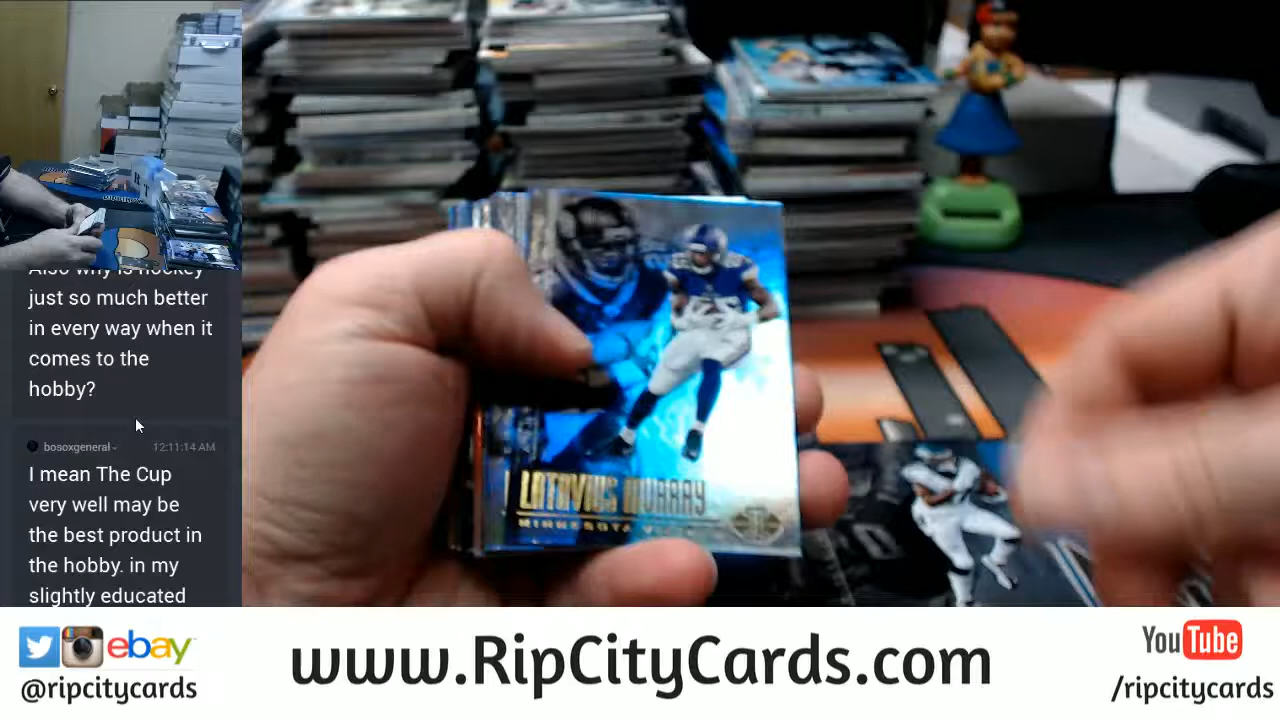 Also why is hockey
just so much better
in every way when it
comes to the
hobby?
bosoxgeneral
12:11:14 AM
I mean The Cup
very well may be
the best product in
the hobby. in my
slightly educated
LATAVIUS MURRAY
MINNESOTA
ebay
@ripcitycards
www.RipCityCards.com
YouTube
/ripcitycards